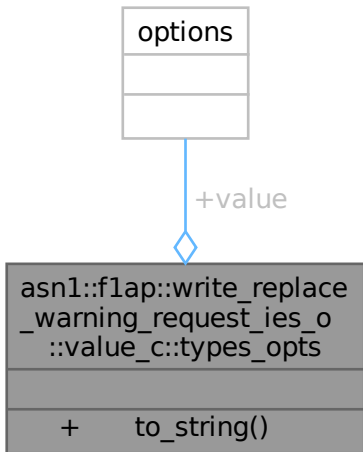 options
+value
asn1::f1ap::write_replace
_warning_request_ies_o
::value_c::types_opts
+ to_string()